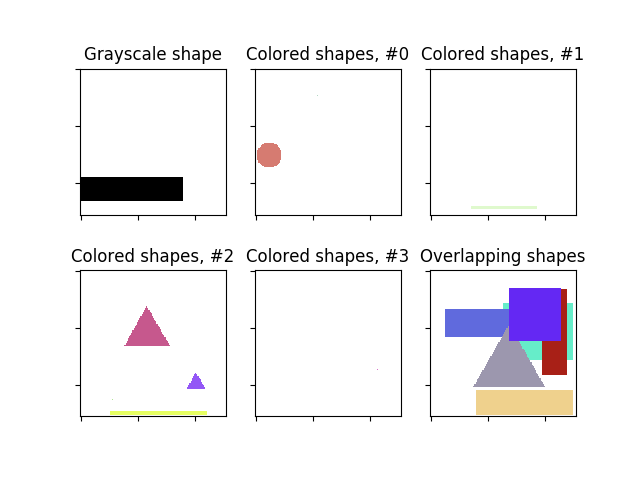 Grayscale shape
Colored shapes, #0
Colored shapes, #1
Colored shapes, #2
Colored shapes, #3
Overlapping shapes